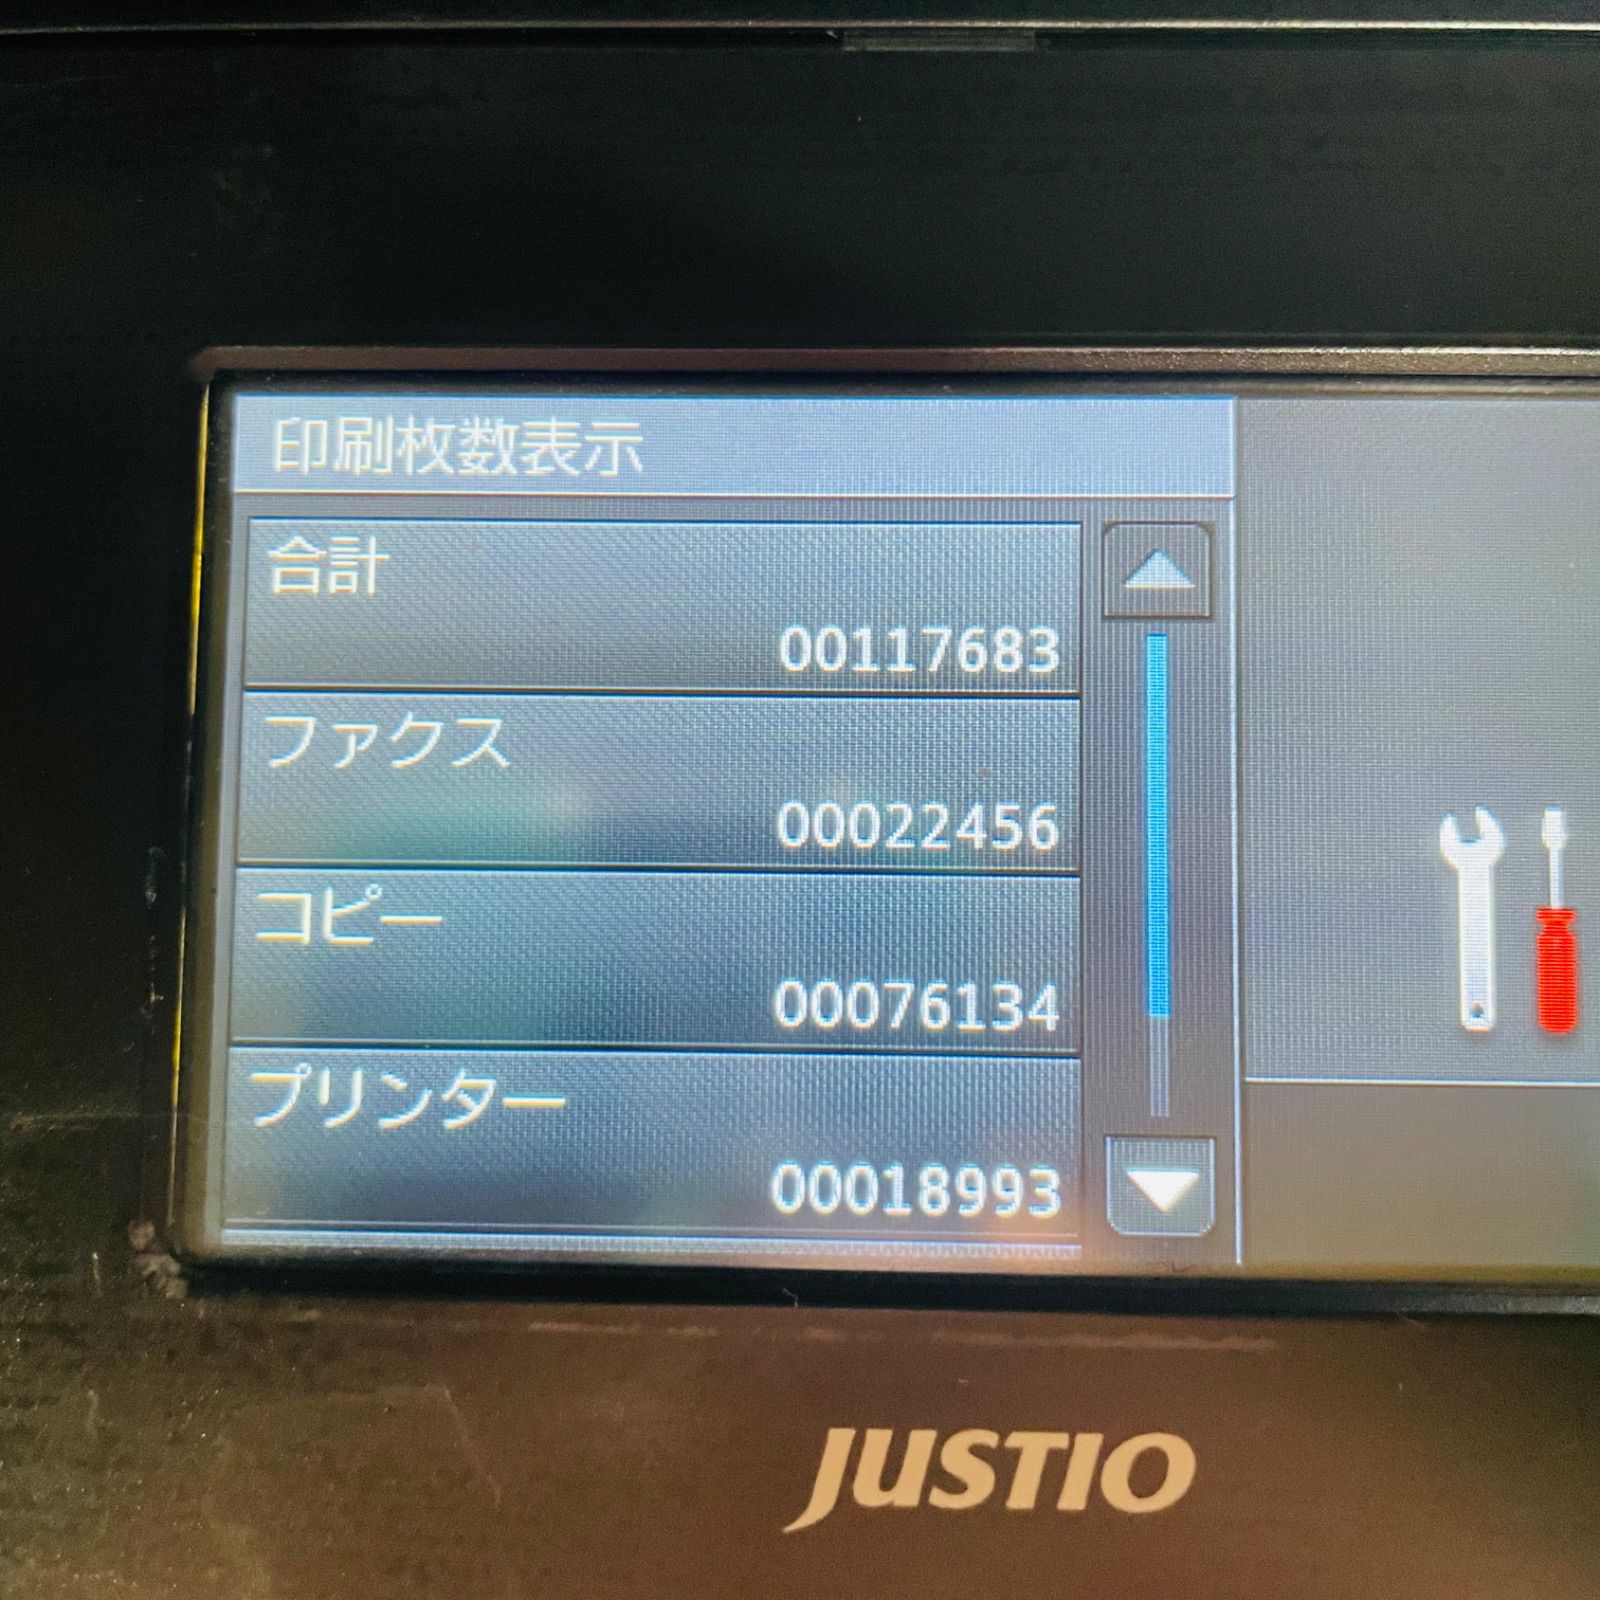 印刷枚数表示
合計
00117683
ファクス
00022456
コピー
00076134
プリンター
00018993
JUSTIO